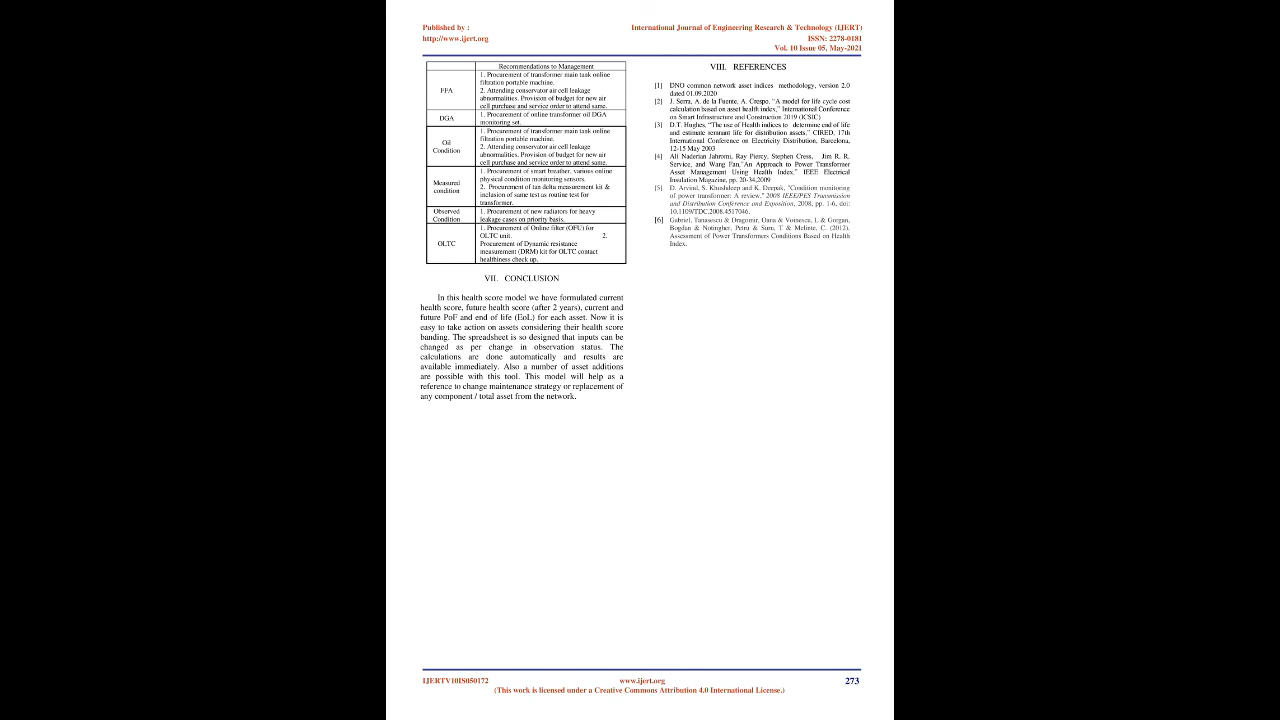 Published by :
http://www.ijert.org
International Journal of Engineering Research & Technology (IJERT)
ISSN: 2278-0181
Vol. 10 Issue 05, May-2021
Recommendations to Management
FFA
1. Procurement of transformer main tank online
filtration portable machine.
2. Attending conservator air cell leakage
abnormalities. Provision of budget for new air
cell purchase and service order to attend same.
DGA
1. Procurement of online transformer oil DGA
monitoring set.
Oil
Condition
1. Procurement of transformer main tank online
filtration portable machine.
2. Attending conservator air cell leakage
abnormalities. Provision of budget for new air
cell purchase and service order to attend same.
Measured
condition
1. Procurement of smart breather, various online
physical condition monitoring sensors.
2. Procurement of tan delta measurement kit &
inclusion of same test as routine test for
transformer.
Observed
Condition
1. Procurement of new radiators for heavy
leakage cases on priority basis.
OLTC
1. Procurement of Online filter (OFU) for
OLTC unit. 2.
Procurement of Dynamic resistance
measurement (DRM) kit for OLTC contact
healthiness check up.
VII. CONCLUSION
In this health score model we have formulated current
health score, future health score (after 2 years), current and
future PoF and end of life (EoL) for each asset. Now it is
easy to take action on assets considering their health score
banding. The spreadsheet is so designed that inputs can be
changed as per change in observation status. The
calculations are done automatically and results are
available immediately. Also a number of asset additions
are possible with this tool. This model will help as a
reference to change maintenance strategy or replacement of
any component / total asset from the network.
VIII. REFERENCES
[1] DNO common network asset indices methodology, version 2.0
dated 01.09.2020
[2] J. Serra, A. de la Fuente, A. Crespo, "A model for life cycle cost
calculation based on asset health index," International Conference
on Smart Infrastructure and Construction 2019 (ICSIC)
[3] D.T. Hughes, “The use of Health indices to determine end of life
and estimate remnant life for distribution assets.” CIRED, 17th
International Conference on Electricity Distribution, Barcelona,
12-15 May 2003
[4] Ali Naderian Jahromi, Ray Piercy, Stephen Cress, Jim R. R.
Service, and Wang Fan,"An Approach to Power Transformer
Asset Management Using Health Index," IEEE Electrical
Insulation Magazine, pp. 20-34,2009
[5] D. Arvind, S. Khushdeep and K. Deepak, "Condition monitoring
of power transformer: A review," 2008 IEEE/PES Transmission
and Distribution Conference and Exposition, 2008, pp. 1-6, doi:
10.1109/TDC.2008.4517046.
[6] Gabriel, Tanasescu & Dragomir, Oana & Voinescu, L & Gorgan,
Bogdan & Notingher, Petru & Suru, T & Melinte, C. (2012).
Assessment of Power Transformers Conditions Based on Health
Index.
IJERTV10IS050172
www.ijert.org
(This work is licensed under a Creative Commons Attribution 4.0 International License.)
273